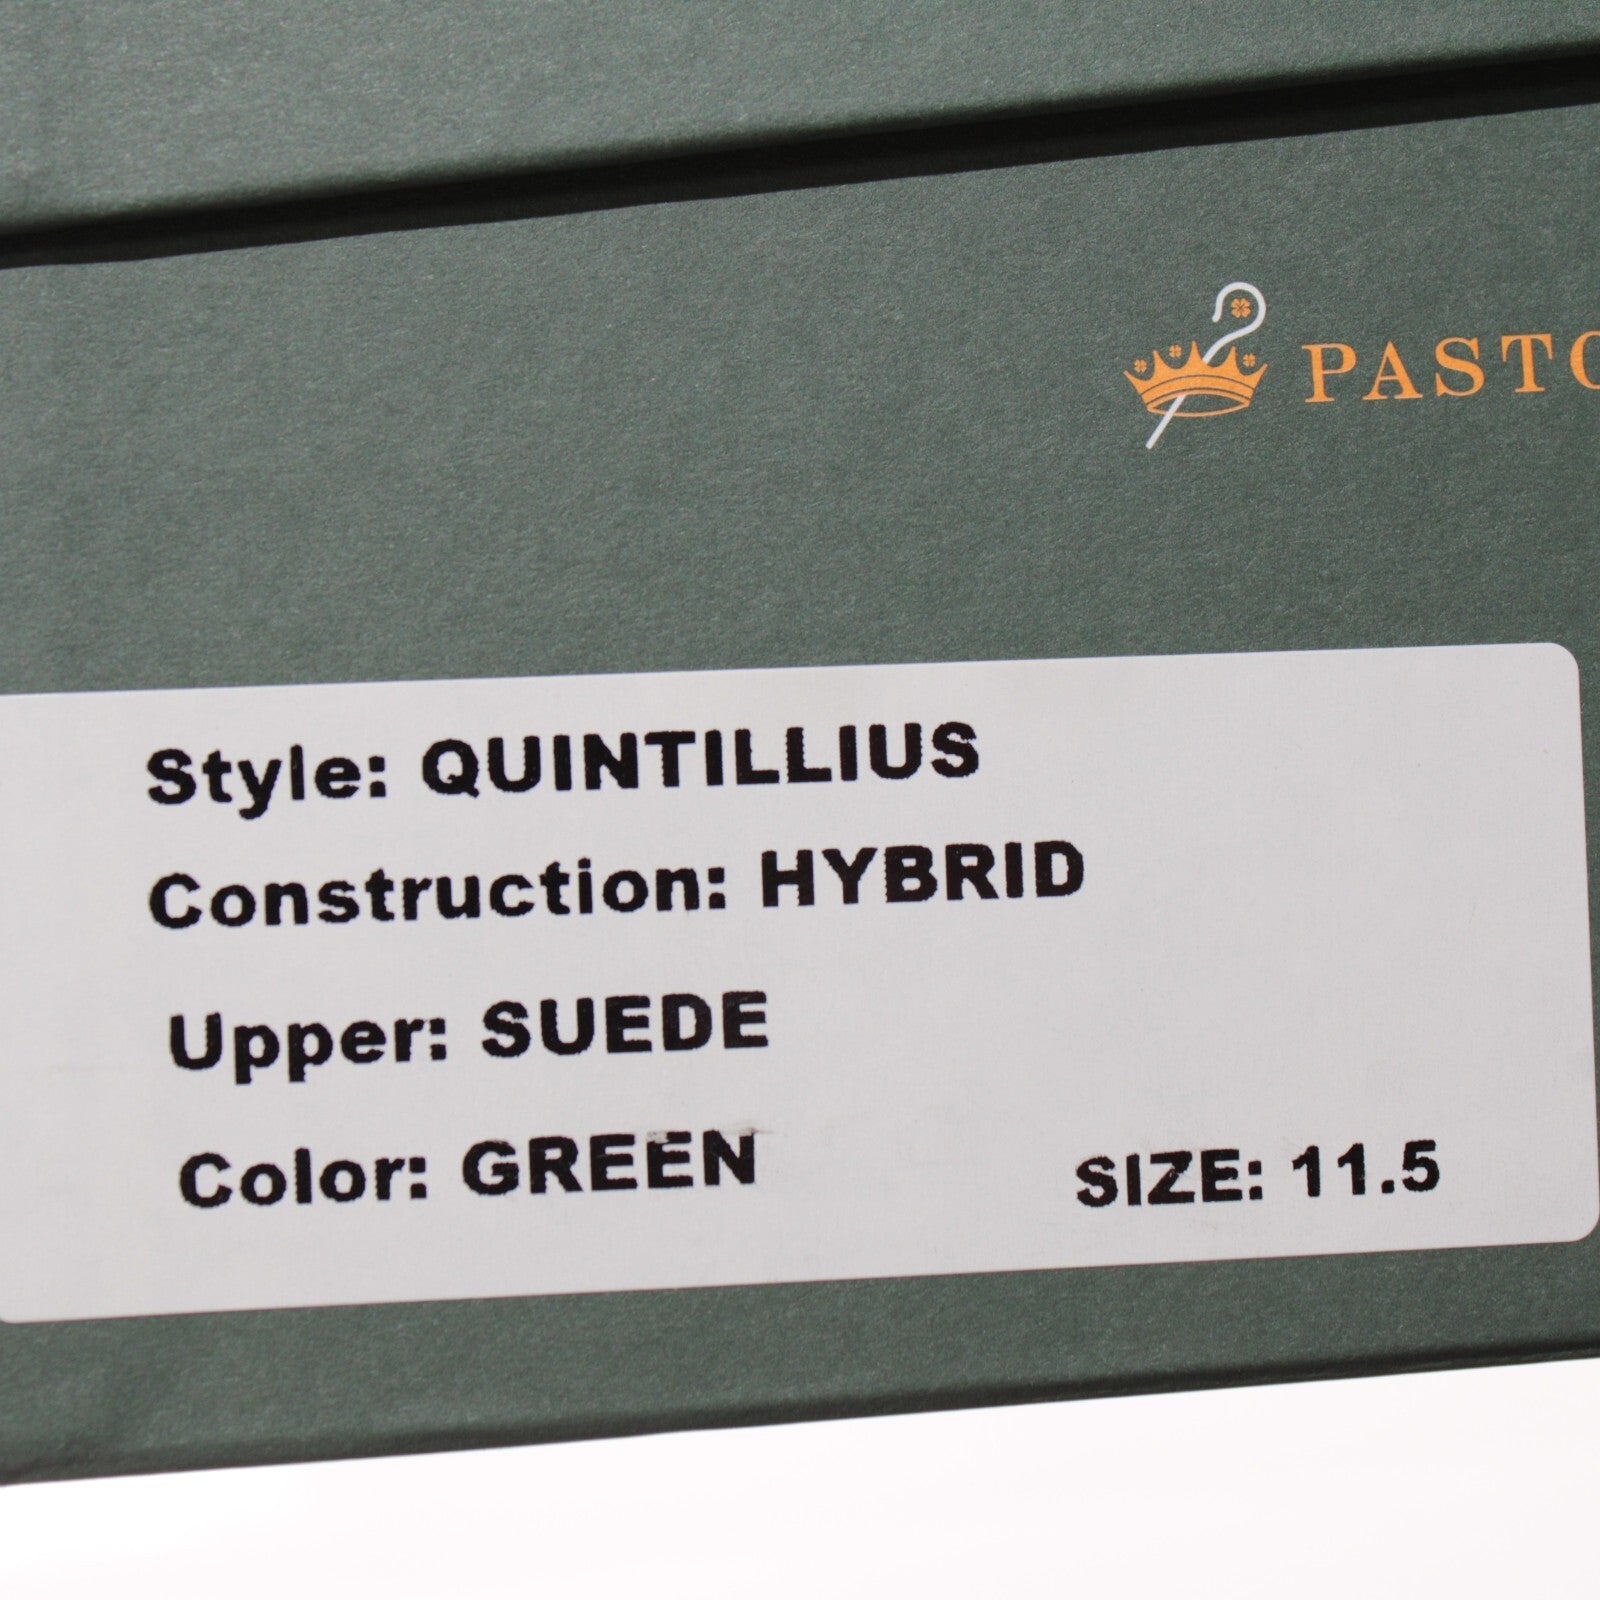 PASTO
Style: QUINTILLIUS
Construction: HYBRID
Upper: SUEDE
Color: GREEN SIZE: 11.5